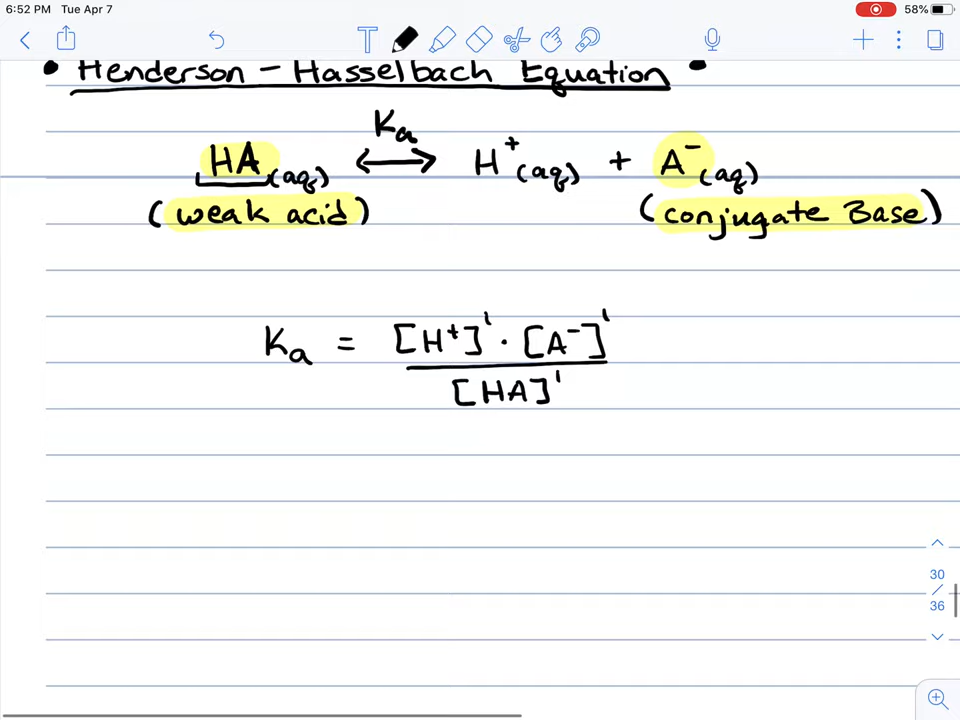 6:52 PM Tue Apr 7
58%
T
• Henderson - Hasselbach Equation •
Ka
HA(aq) ⟷ H⁺(aq) + A⁻(aq)
(weak acid) (conjugate Base)
Ka = [H⁺]¹ · [A⁻]¹
[HA]¹
30
/
36